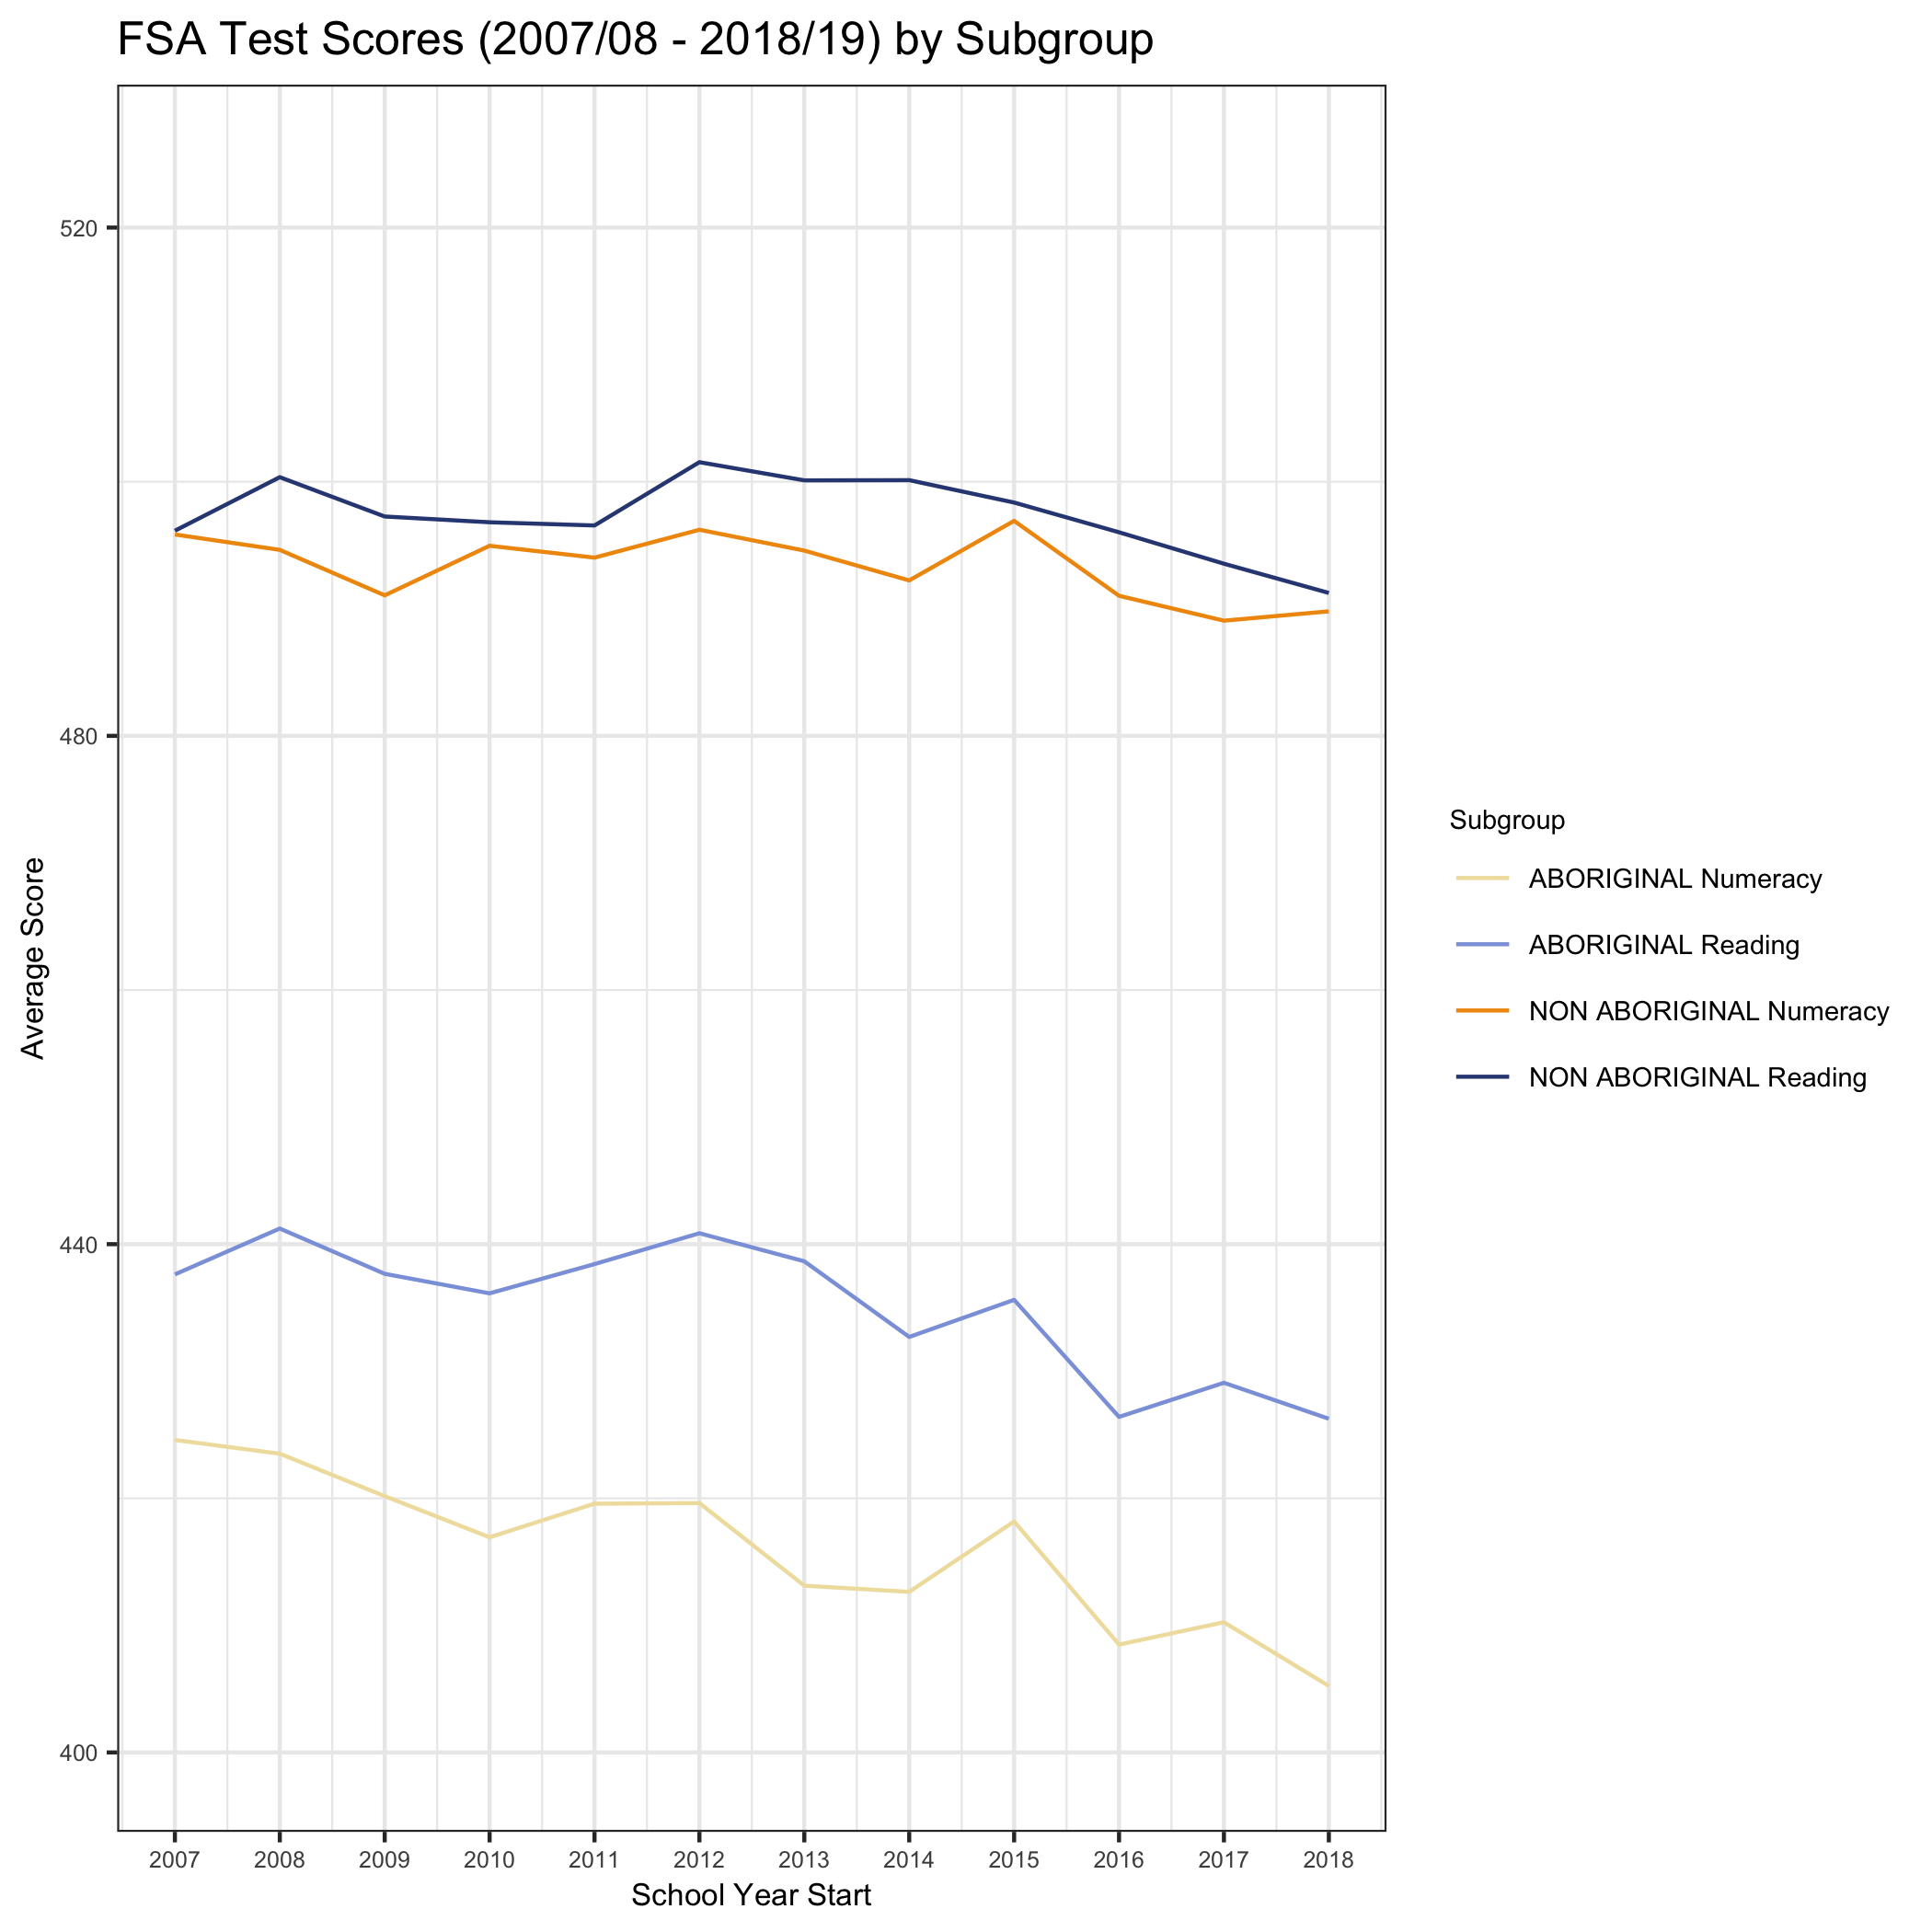 FSA Test Scores (2007/08 - 2018/19) by Subgroup
Average Score
520
480
440
400
2007 2008 2009 2010 2011 2012 2013 2014 2015 2016 2017 2018
School Year Start
Subgroup
ABORIGINAL Numeracy
ABORIGINAL Reading
NON ABORIGINAL Numeracy
NON ABORIGINAL Reading